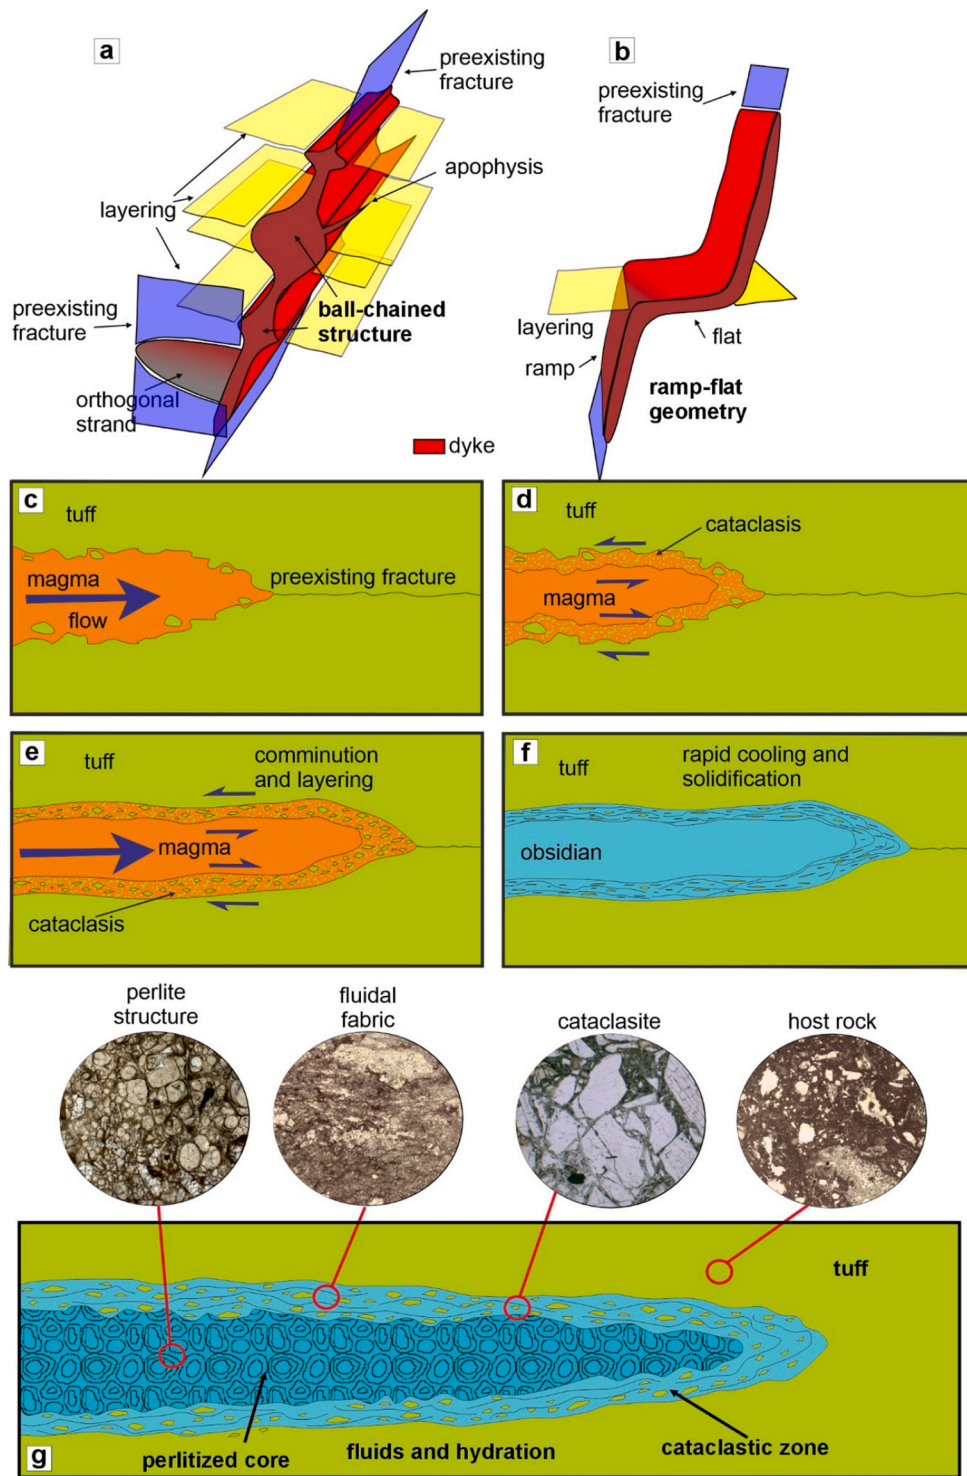 a
preexisting
fracture
apophysis
layering
preexisting
fracture
ball-chained
structure
orthogonal
strand
b
preexisting
fracture
layering
ramp
flat
ramp-flat
geometry
dyke
c
tuff
magma
flow
preexisting fracture
d
tuff
cataclasis
magma
e
tuff
comminution
and layering
magma
cataclasis
f
tuff
rapid cooling and
solidification
obsidian
perlite
structure
fluidal
fabric
cataclasite
host rock
tuff
g
perlitized core
fluids and hydration
cataclastic zone